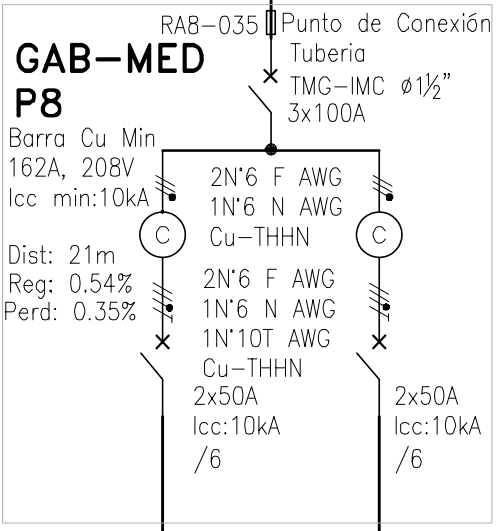 RA8-035 Punto de Conexión
GAB-MED
P8
Tuberia
TMG-IMC ø1½"
3x100A
Barra Cu Min
162A, 208V
Icc min:10kA
2N°6 F AWG
1N°6 N AWG
Cu-THHN
C
C
Dist: 21m
Reg: 0.54%
Perd: 0.35%
2N°6 F AWG
1N°6 N AWG
1N°10T AWG
Cu-THHN
2x50A
Icc:10kA
/6
2x50A
Icc:10kA
/6